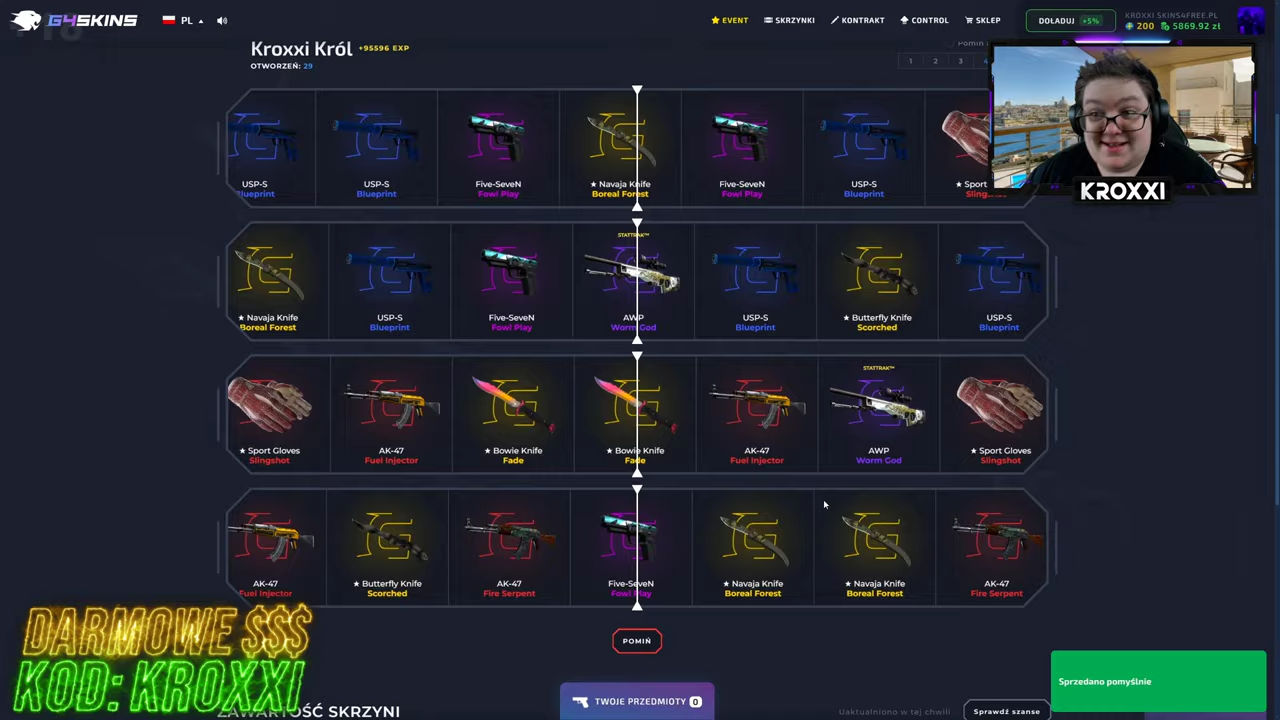 G4SKINS
PL
EVENT
SKRZYNKI
KONTRAKT
CONTROL
SKLEP
DOŁADUJ +5%
KROXXI SKINS4FREE.PL
200 5869.92 zł
Kroxxi Król +95596 EXP
OTWORZEŃ: 29
Pomiń
1 2 3 4
KROXXI
USP-S
Blueprint
USP-S
Blueprint
Five-SeveN
Fowl Play
★ Navaja Knife
Boreal Forest
Five-SeveN
Fowl Play
USP-S
Blueprint
★ Sport
Sling
★ Navaja Knife
Boreal Forest
USP-S
Blueprint
Five-SeveN
Fowl Play
STATTRAK™
AWP
Worm God
USP-S
Blueprint
★ Butterfly Knife
Scorched
USP-S
Blueprint
★ Sport Gloves
Slingshot
AK-47
Fuel Injector
★ Bowie Knife
Fade
★ Bowie Knife
Fade
AK-47
Fuel Injector
STATTRAK™
AWP
Worm God
★ Sport Gloves
Slingshot
AK-47
Fuel Injector
★ Butterfly Knife
Scorched
AK-47
Fire Serpent
Five-SeveN
Fowl Play
★ Navaja Knife
Boreal Forest
★ Navaja Knife
Boreal Forest
AK-47
Fire Serpent
POMIŃ
DARMOWE $$$
KOD: KROXXI
TWOJE PRZEDMIOTY 0
Sprzedano pomyślnie
ZAWARTOŚĆ SKRZYNI
Uaktualniono w tej chwili
Sprawdź szanse